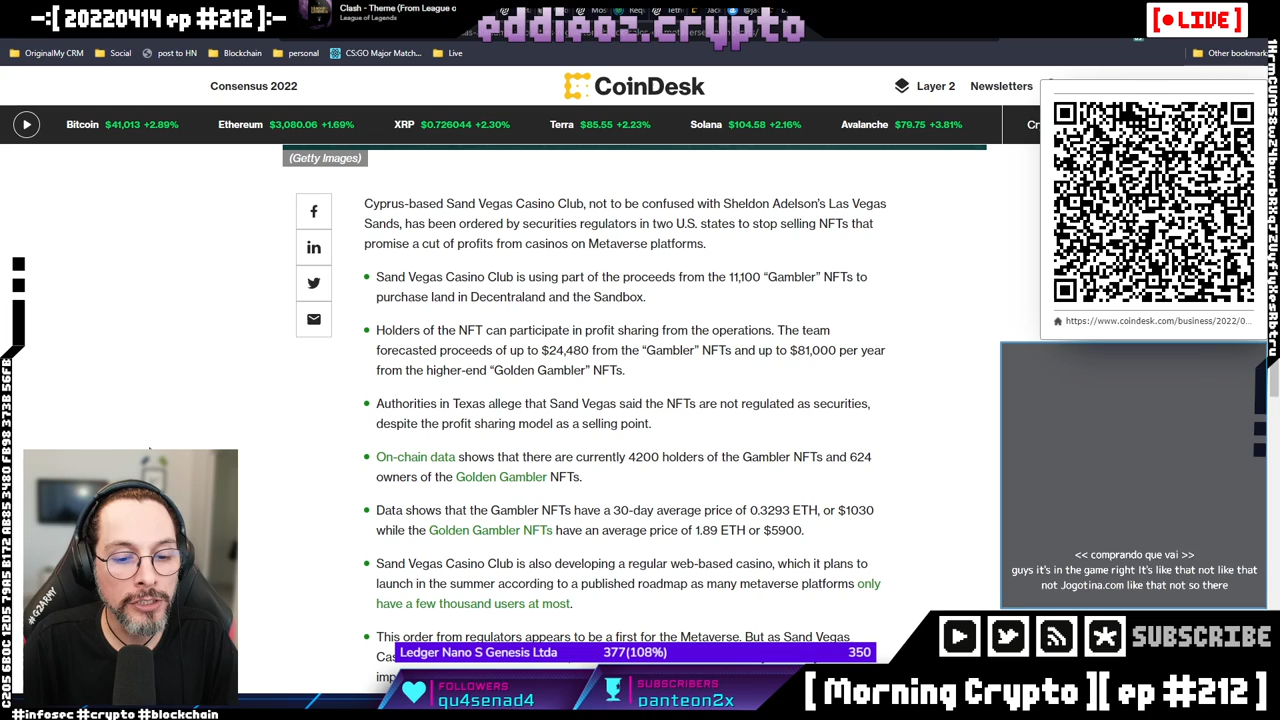 -:[ 20220414 ep #212 ]:-
Clash - Theme (From League o
League of Legends
eddieoz.crypto
[ LIVE ]
OriginalMy CRM
Social
post to HN
Blockchain
personal
CS:GO Major Match...
Live
Other bookmark
Consensus 2022
CoinDesk
Layer 2
Newsletters
Bitcoin $41,013 +2.89%
Ethereum $3,080.06 +1.69%
XRP $0.726044 +2.30%
Terra $85.55 +2.23%
Solana $104.58 +2.16%
Avalanche $79.75 +3.81%
Cr
(Getty Images)
Cyprus-based Sand Vegas Casino Club, not to be confused with Sheldon Adelson's Las Vegas
Sands, has been ordered by securities regulators in two U.S. states to stop selling NFTs that
promise a cut of profits from casinos on Metaverse platforms.
Sand Vegas Casino Club is using part of the proceeds from the 11,100 “Gambler” NFTs to
purchase land in Decentraland and the Sandbox.
Holders of the NFT can participate in profit sharing from the operations. The team
forecasted proceeds of up to $24,480 from the “Gambler” NFTs and up to $81,000 per year
from the higher-end “Golden Gambler” NFTs.
Authorities in Texas allege that Sand Vegas said the NFTs are not regulated as securities,
despite the profit sharing model as a selling point.
On-chain data shows that there are currently 4200 holders of the Gambler NFTs and 624
owners of the Golden Gambler NFTs.
Data shows that the Gambler NFTs have a 30-day average price of 0.3293 ETH, or $1030
while the Golden Gambler NFTs have an average price of 1.89 ETH or $5900.
Sand Vegas Casino Club is also developing a regular web-based casino, which it plans to
launch in the summer according to a published roadmap as many metaverse platforms only
have a few thousand users at most.
This order from regulators appears to be a first for the Metaverse. But as Sand Vegas
https://www.coindesk.com/business/2022/0...
<< comprando que vai >>
guys it's in the game right It's like that not like that
not Jogotina.com like that not so there
Ledger Nano S Genesis Ltda 377(108%) 350
FOLLOWERS
qu4senad4
SUBSCRIBERS
panteon2x
SUBSCRIBE
[ Morning Crypto ][ ep #212 ]
#infosec #crypto #blockchain